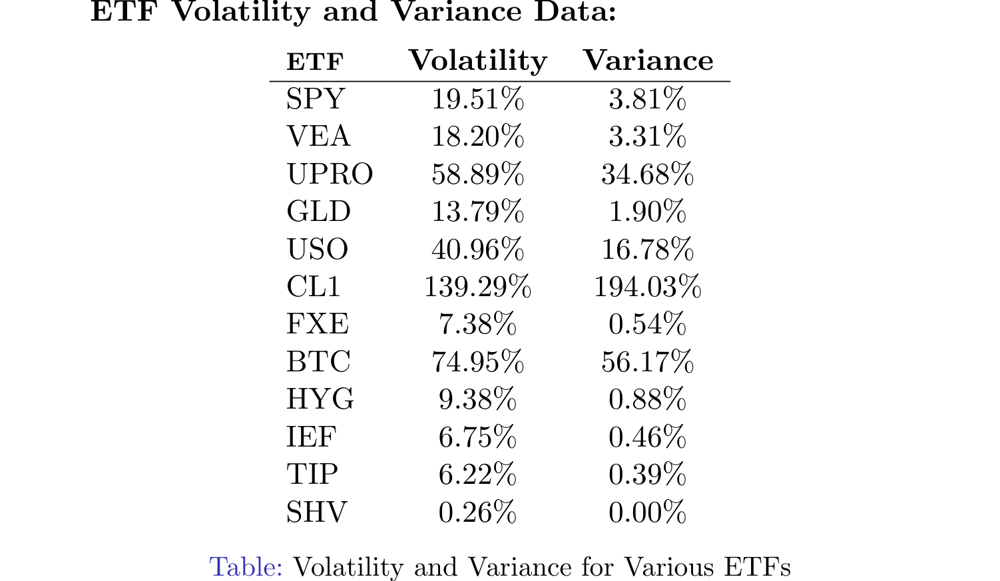 ETF Volatility and Variance Data:
ETF Volatility Variance
SPY 19.51% 3.81%
VEA 18.20% 3.31%
UPRO 58.89% 34.68%
GLD 13.79% 1.90%
USO 40.96% 16.78%
CL1 139.29% 194.03%
FXE 7.38% 0.54%
BTC 74.95% 56.17%
HYG 9.38% 0.88%
IEF 6.75% 0.46%
TIP 6.22% 0.39%
SHV 0.26% 0.00%
Table: Volatility and Variance for Various ETFs